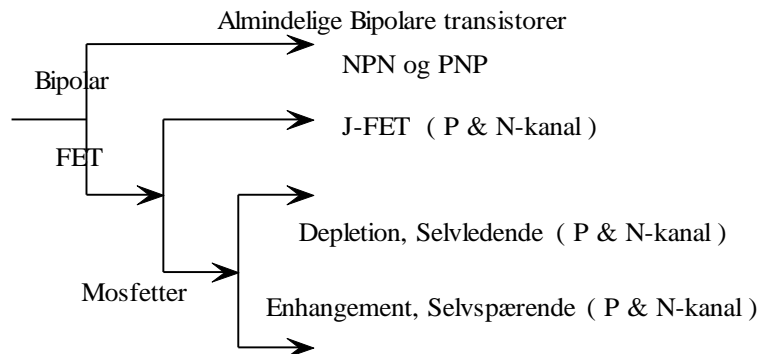 Almindelige Bipolare transistorer
NPN og PNP
Bipolar
J-FET ( P & N-kanal )
FET
Depletion, Selvledende ( P & N-kanal )
Mosfetter
Enhangement, Selvspærende ( P & N-kanal )